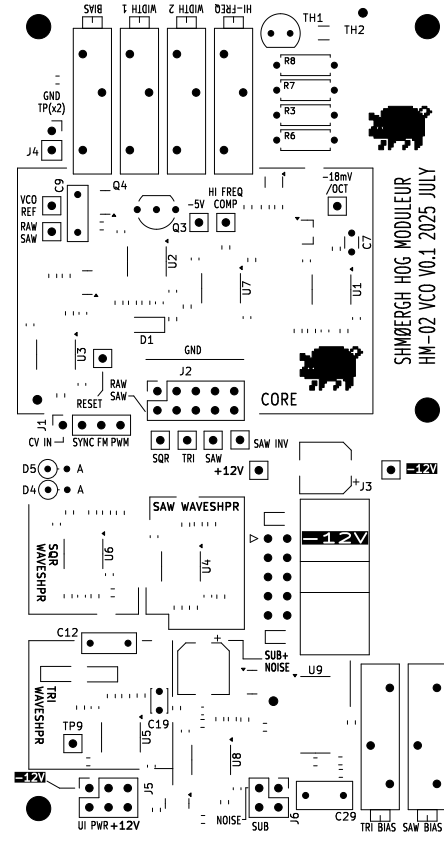 BIAS
WIDTH 1
WIDTH 2
HI-FREQ
TH1
TH2
R8
R7
R3
R6
GND
TP(x2)
J4
C9
Q4
VCO
REF
RAW
SAW
Q3
-5V
HI FREQ
COMP
-18mV
/OCT
C7
U2
U7
U1
SHMØERGH HOG MODULEUR
HM-02 VCO V0.1 2025 JULY
D1
U3
GND
J2
RESET
RAW
SAW
CORE
J1
CV IN
SYNC FM PWM
SQR
TRI
SAW
SAW INV
+12V
-12V
J3
D5
A
D4
A
SAW WAVESHPR
SQR
WAVESHPR
U6
U4
-12V
C12
SUB+
NOISE
U9
TRI
WAVESHPR
C19
TP9
U5
U8
-12V
J5
UI PWR +12V
NOISE
SUB
J6
C29
TRI BIAS
SAW BIAS
+
+